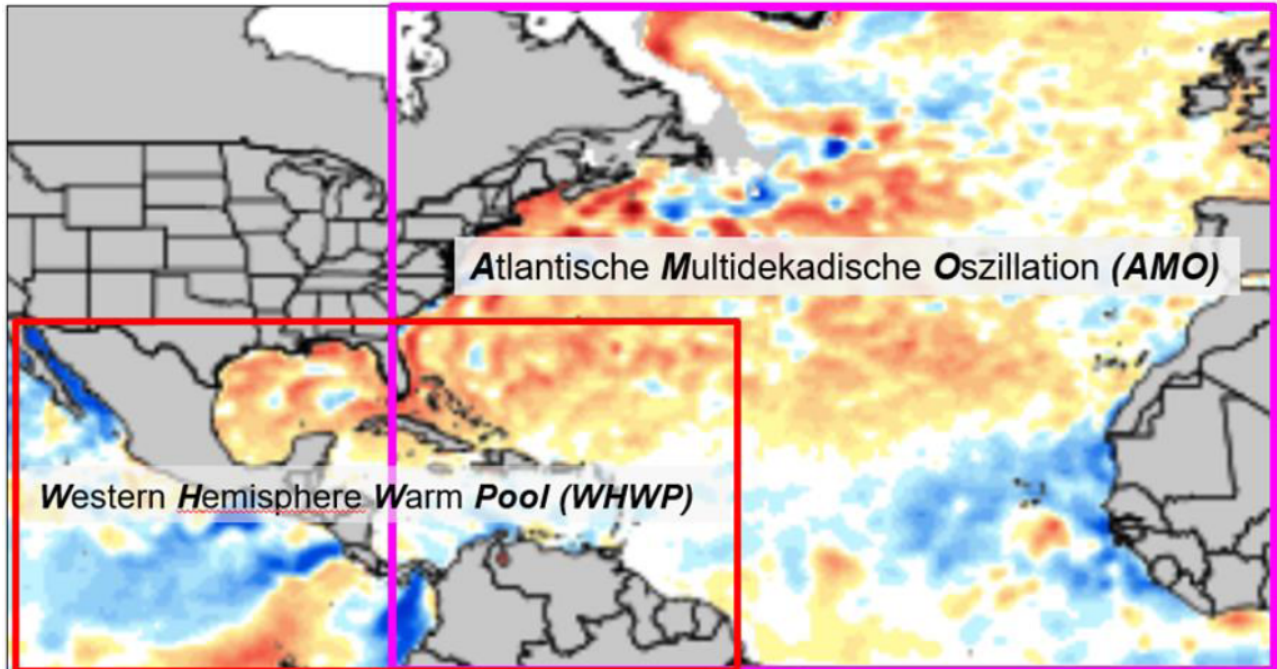 Atlantische Multidekadische Oszillation (AMO)
Western Hemisphere Warm Pool (WHWP)